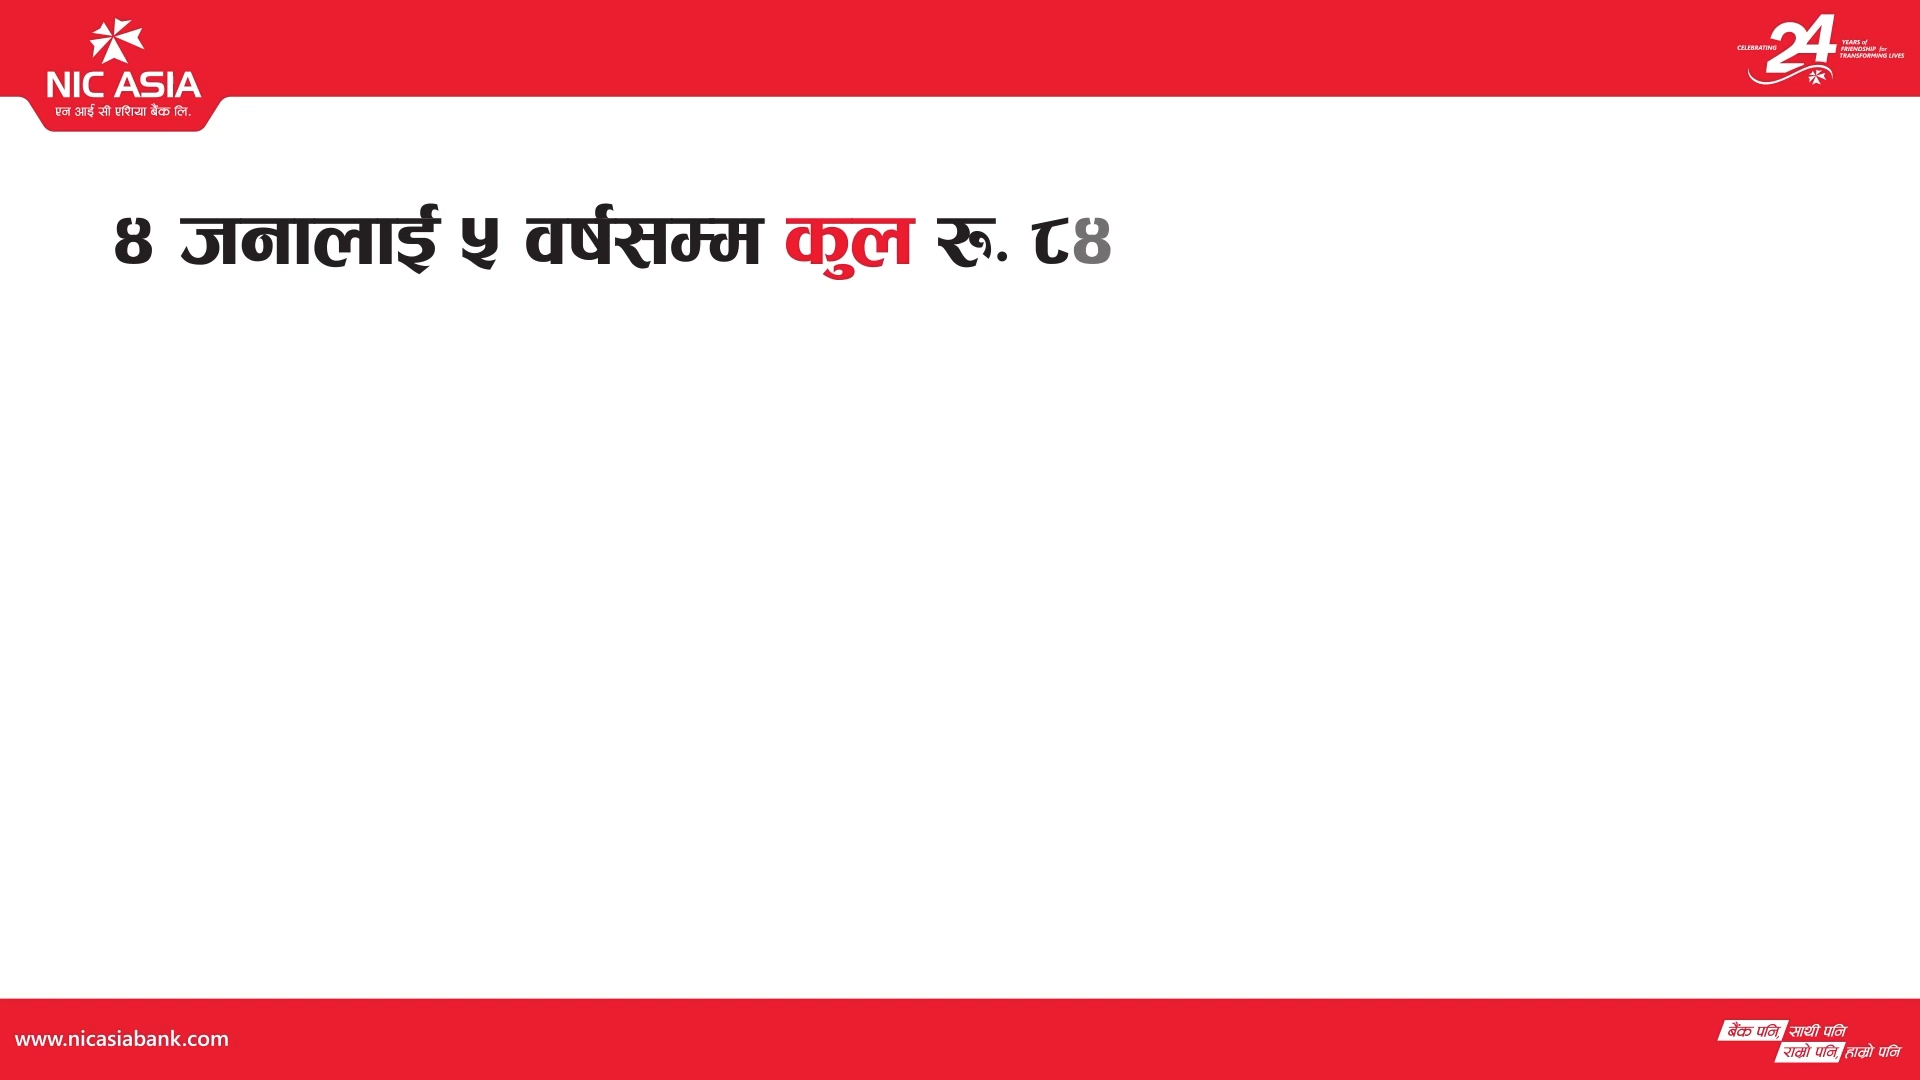 NIC ASIA
एन आई सी एशिया बैंक लि.
CELEBRATING 24 YEARS of
FRIENDSHIP for
TRANSFORMING LIVES
४ जनालाई ५ वर्षसम्म कुल रु. ८४
www.nicasiabank.com
बैंक पनि, साथी पनि
राम्रो पनि, हाम्रो पनि